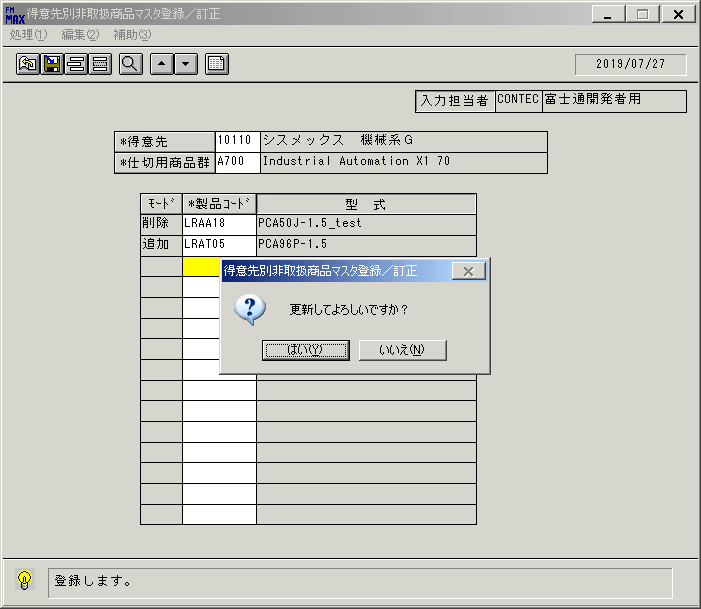 FM MAX 得意先別非取扱商品マスタ登録／訂正
処理(1) 編集(2) 補助(3)
2019/07/27
入力担当者 CONTEC 富士通開発者用
*得意先 10110 シスメックス 機械系G
*仕切用商品群 A700 Industrial Automation X1 70
ﾓｰﾄﾞ *製品ｺｰﾄﾞ 型 式
削除 LRAA18 PCA50J-1.5_test
追加 LRAT05 PCA96P-1.5
得意先別非取扱商品マスタ登録／訂正
更新してよろしいですか？
はい(Y) いいえ(N)
登録します。